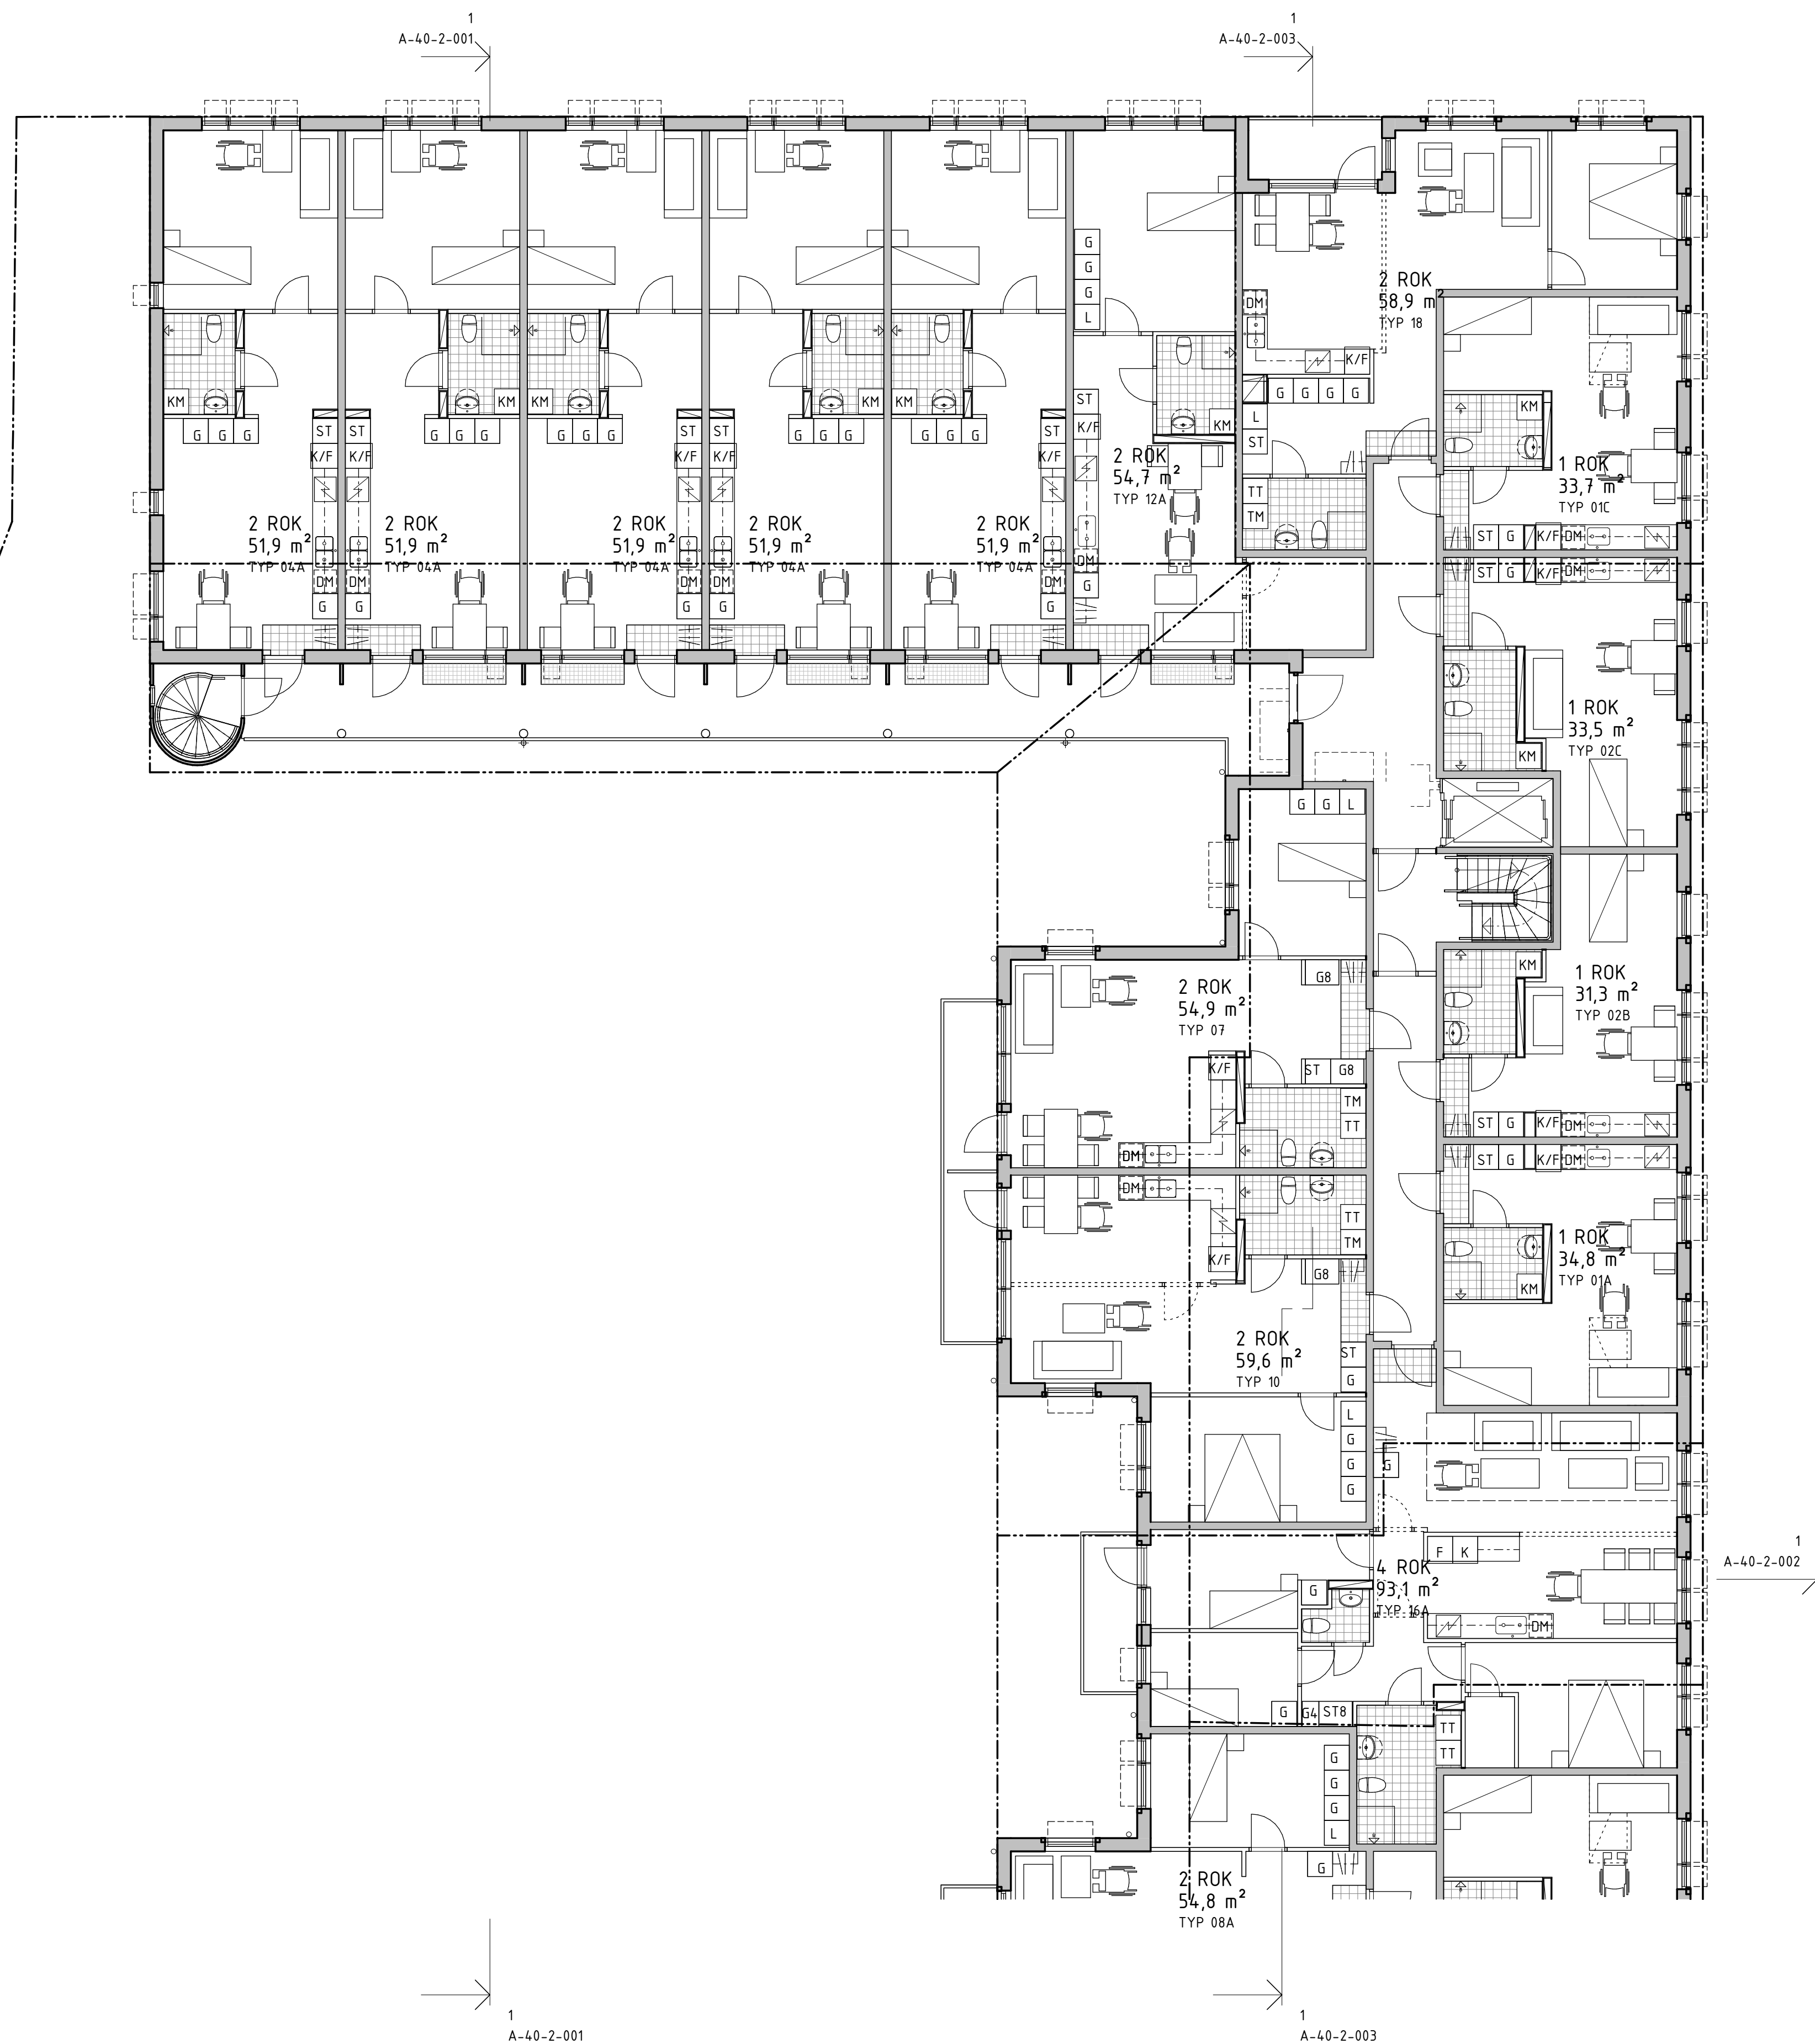 1
A-40-2-001
1
A-40-2-003
G
G
G
L
2 ROK
58,9 m²
TYP 18
DM
K/F
G G G G
L
ST
KM
KM
KM
KM
KM
KM
KM
G G G
G G G
G G G
G G G
G G G
ST
K/F
ST
K/F
ST
K/F
ST
K/F
ST
K/F
ST
K/F
2 ROK
54,7 m²
TYP 12A
TT
TM
1 ROK
33,7 m²
TYP 01C
2 ROK
51,9 m²
TYP 04A
2 ROK
51,9 m²
TYP 04A
2 ROK
51,9 m²
TYP 04A
2 ROK
51,9 m²
TYP 04A
2 ROK
51,9 m²
TYP 04A
DM
G
DM
G
DM
G
DM
G
DM
G
DM
G
ST G K/F DM
ST G K/F DM
1 ROK
33,5 m²
TYP 02C
KM
G G L
KM
1 ROK
31,3 m²
TYP 02B
2 ROK
54,9 m²
TYP 07
G8
K/F
ST G8
TM
TT
DM
ST G K/F DM
ST G K/F DM
DM
TT
TM
K/F
G8
1 ROK
34,8 m²
TYP 01A
KM
2 ROK
59,6 m²
TYP 10
ST
G
L
G
G
G
G
F K
4 ROK
93,1 m²
TYP 16A
G
DM
1
A-40-2-002
G G4 ST8
TT
TT
G
G
G
L
G
2 ROK
54,8 m²
TYP 08A
1
A-40-2-001
1
A-40-2-003